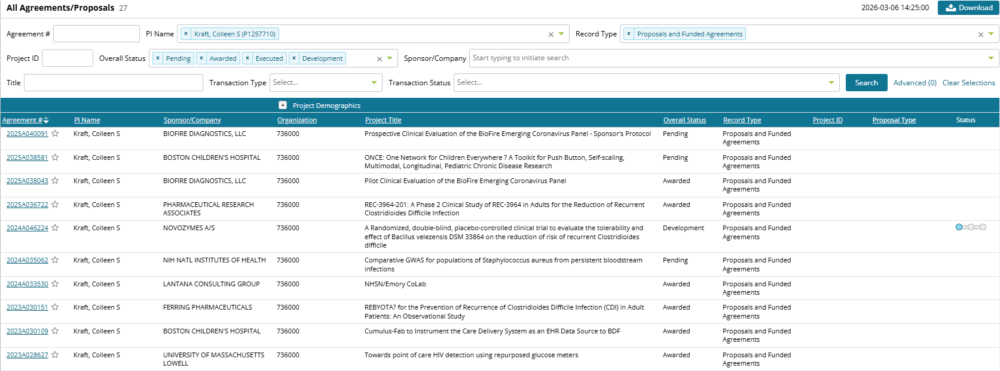 All Agreements/Proposals 27 2026-03-06 14:25:00 Download
Agreement # PI Name × Kraft, Colleen S (P1257710) × Record Type × Proposals and Funded Agreements ×
Project ID Overall Status × Pending × Awarded × Executed × Development × Sponsor/Company Start typing to initiate search
Title Transaction Type Select... Transaction Status Select... Search Advanced (0) Clear Selections
+ Project Demographics
Agreement # PI Name Sponsor/Company Organization Project Title Overall Status Record Type Project ID Proposal Type Status
2025A040091 Kraft, Colleen S BIOFIRE DIAGNOSTICS, LLC 736000 Prospective Clinical Evaluation of the BioFire Emerging Coronavirus Panel - Sponsor's Protocol Pending Proposals and Funded
Agreements
2025A038581 Kraft, Colleen S BOSTON CHILDREN'S HOSPITAL 736000 ONCE: One Network for Children Everywhere ? A Toolkit for Push Button, Self-scaling, Pending Proposals and Funded
Multimodal, Longitudinal, Pediatric Chronic Disease Research Agreements
2025A038043 Kraft, Colleen S BIOFIRE DIAGNOSTICS, LLC 736000 Pilot Clinical Evaluation of the BioFire Emerging Coronavirus Panel Awarded Proposals and Funded
Agreements
2025A036722 Kraft, Colleen S PHARMACEUTICAL RESEARCH 736000 REC-3964-201: A Phase 2 Clinical Study of REC-3964 in Adults for the Reduction of Recurrent Awarded Proposals and Funded
ASSOCIATES Clostridioides Difficile Infection Agreements
2024A046224 Kraft, Colleen S NOVOZYMES A/S 736000 A Randomized, double-blind, placebo-controlled clinical trial to evaluate the tolerability and Development Proposals and Funded
effect of Bacillus velezensis DSM 33864 on the reduction of risk of recurrent Clostridioides Agreements
difficile
2024A035062 Kraft, Colleen S NIH NATL INSTITUTES OF HEALTH 736000 Comparative GWAS for populations of Staphylococcus aureus from persistent bloodstream Pending Proposals and Funded
infections Agreements
2024A033530 Kraft, Colleen S LANTANA CONSULTING GROUP 736000 NHSN/Emory CoLab Awarded Proposals and Funded
Agreements
2023A030151 Kraft, Colleen S FERRING PHARMACEUTICALS 736000 REBYOTA? for the Prevention of Recurrence of Clostridioides Difficile Infection (CDI) in Adult Awarded Proposals and Funded
Patients: An Observational Study Agreements
2023A030109 Kraft, Colleen S BOSTON CHILDREN'S HOSPITAL 736000 Cumulus-Fab to Instrument the Care Delivery System as an EHR Data Source to BDF Awarded Proposals and Funded
Agreements
2023A028627 Kraft, Colleen S UNIVERSITY OF MASSACHUSETTS 736000 Towards point of care HIV detection using repurposed glucose meters Awarded Proposals and Funded
LOWELL Agreements